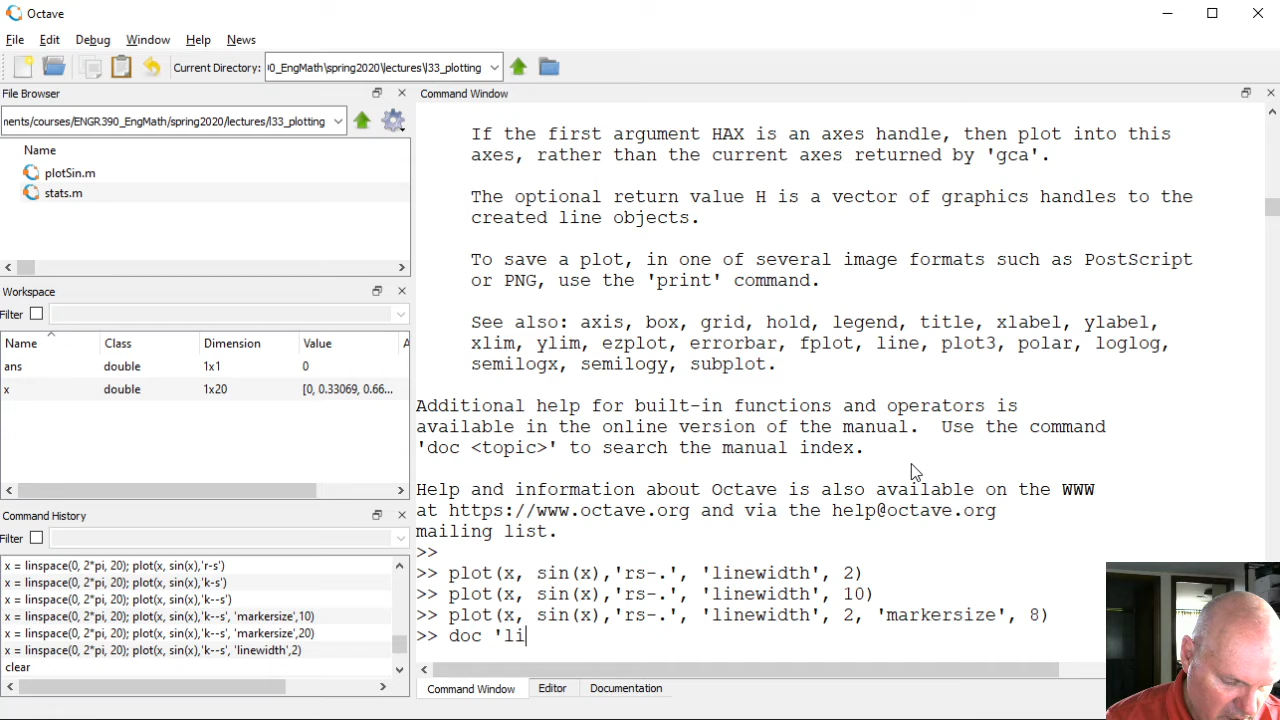 Octave
File Edit Debug Window Help News
Current Directory: 0_EngMath\spring2020\lectures\l33_plotting
File Browser
Command Window
nents/courses/ENGR390_EngMath/spring2020/lectures/l33_plotting
Name
plotSin.m
stats.m
Workspace
Filter
Name Class Dimension Value A
ans double 1x1 0
x double 1x20 [0, 0.33069, 0.66...
Command History
Filter
x = linspace(0, 2*pi, 20); plot(x, sin(x),'r-s')
x = linspace(0, 2*pi, 20); plot(x, sin(x),'k-s')
x = linspace(0, 2*pi, 20); plot(x, sin(x),'k--s')
x = linspace(0, 2*pi, 20); plot(x, sin(x),'k--s', 'markersize',10)
x = linspace(0, 2*pi, 20); plot(x, sin(x),'k--s', 'markersize',20)
x = linspace(0, 2*pi, 20); plot(x, sin(x),'k--s', 'linewidth',2)
clear
If the first argument HAX is an axes handle, then plot into this
axes, rather than the current axes returned by 'gca'.
The optional return value H is a vector of graphics handles to the
created line objects.
To save a plot, in one of several image formats such as PostScript
or PNG, use the 'print' command.
See also: axis, box, grid, hold, legend, title, xlabel, ylabel,
xlim, ylim, ezplot, errorbar, fplot, line, plot3, polar, loglog,
semilogx, semilogy, subplot.
Additional help for built-in functions and operators is
available in the online version of the manual. Use the command
'doc <topic>' to search the manual index.
Help and information about Octave is also available on the WWW
at https://www.octave.org and via the help@octave.org
mailing list.
>>
>> plot(x, sin(x),'rs-.', 'linewidth', 2)
>> plot(x, sin(x),'rs-.', 'linewidth', 10)
>> plot(x, sin(x),'rs-.', 'linewidth', 2, 'markersize', 8)
>> doc 'li
Command Window Editor Documentation